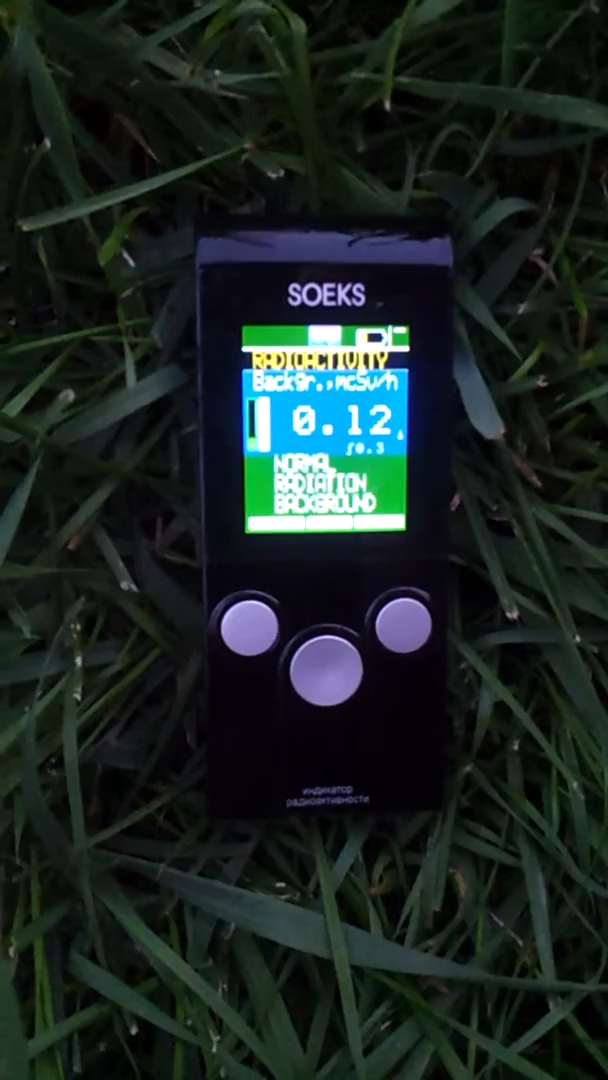 SOEKS
RADIOACTIVITY
Backgr.,mcSv/h
0.12
NORMAL
RADIATION
BACKGROUND
индикатор
радиоактивности